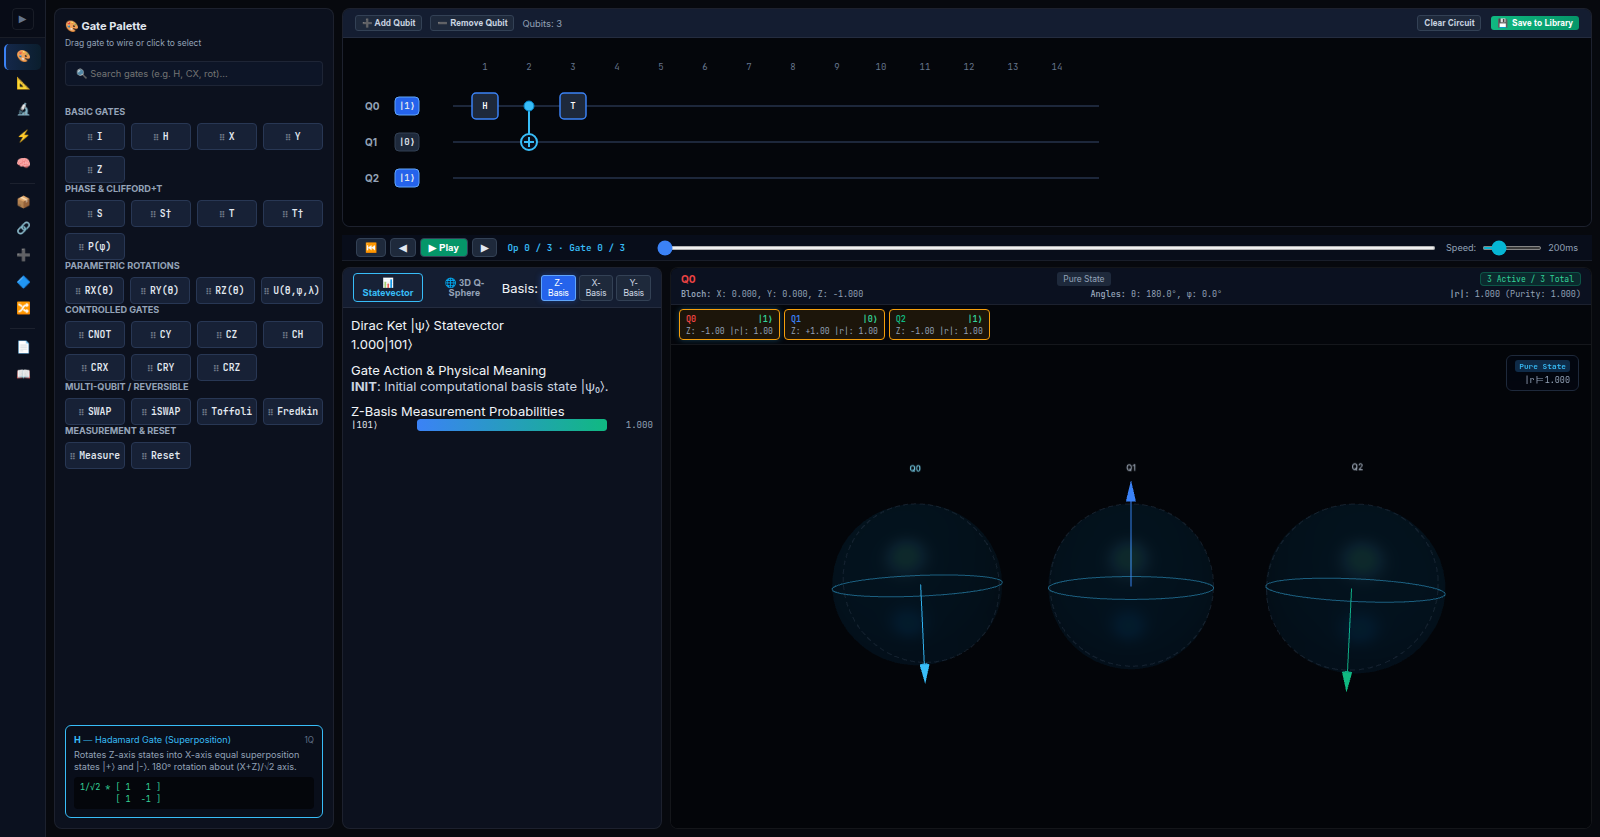 Gate Palette
Drag gate to wire or click to select
Search gates (e.g. H, CX, rot)...
BASIC GATES
I H X Y
Z
PHASE & CLIFFORD+T
S S† T T†
P(φ)
PARAMETRIC ROTATIONS
RX(θ) RY(θ) RZ(θ) U(θ,φ,λ)
CONTROLLED GATES
CNOT CY CZ CH
CRX CRY CRZ
MULTI-QUBIT / REVERSIBLE
SWAP iSWAP Toffoli Fredkin
MEASUREMENT & RESET
Measure Reset
H — Hadamard Gate (Superposition) 1Q
Rotates Z-axis states into X-axis equal superposition
states |+⟩ and |-⟩. 180° rotation about (X+Z)/√2 axis.
1/√2 * [ 1 1 ]
[ 1 -1 ]
Add Qubit Remove Qubit Qubits: 3 Clear Circuit Save to Library
1 2 3 4 5 6 7 8 9 10 11 12 13 14
Q0 |1⟩ H T
Q1 |0⟩
Q2 |1⟩
▶ Play Op 0 / 3 · Gate 0 / 3 Speed: 200ms
Statevector
3D Q-
Sphere
Basis:
Z-
Basis
X-
Basis
Y-
Basis
Dirac Ket |ψ⟩ Statevector
1.000|101⟩
Gate Action & Physical Meaning
INIT: Initial computational basis state |ψ₀⟩.
Z-Basis Measurement Probabilities
|101⟩ 1.000
Q0 Pure State 3 Active / 3 Total
Bloch: X: 0.000, Y: 0.000, Z: -1.000 Angles: θ: 180.0°, φ: 0.0° |r|: 1.000 (Purity: 1.000)
Q0 |1⟩ Q1 |0⟩ Q2 |1⟩
Z: -1.00 |r|: 1.00 Z: +1.00 |r|: 1.00 Z: -1.00 |r|: 1.00
Pure State
|r|=1.000
Q0 Q1 Q2